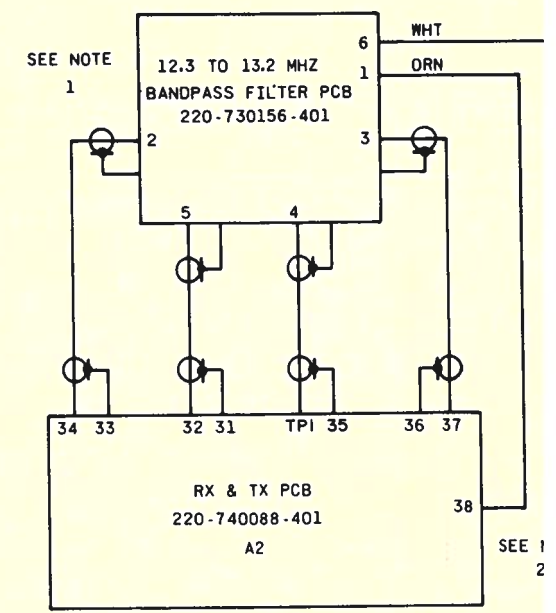 WHT
6
SEE NOTE
1
12.3 TO 13.2 MHZ
1
ORN
BANDPASS FILTER PCB
220-730156-401
2
3
5
4
34 33 32 31 TP1 35 36 37
RX & TX PCB
220-740088-401
38
A2
SEE
2